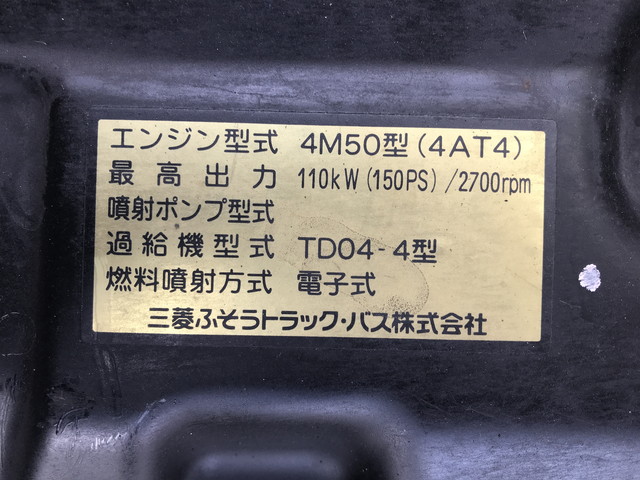 エンジン型式 4M50型(4AT4)
最高出力 110kW(150PS)/2700rpm
噴射ポンプ型式
過給機型式 TD04-4型
燃料噴射方式 電子式
三菱ふそうトラック・バス株式会社